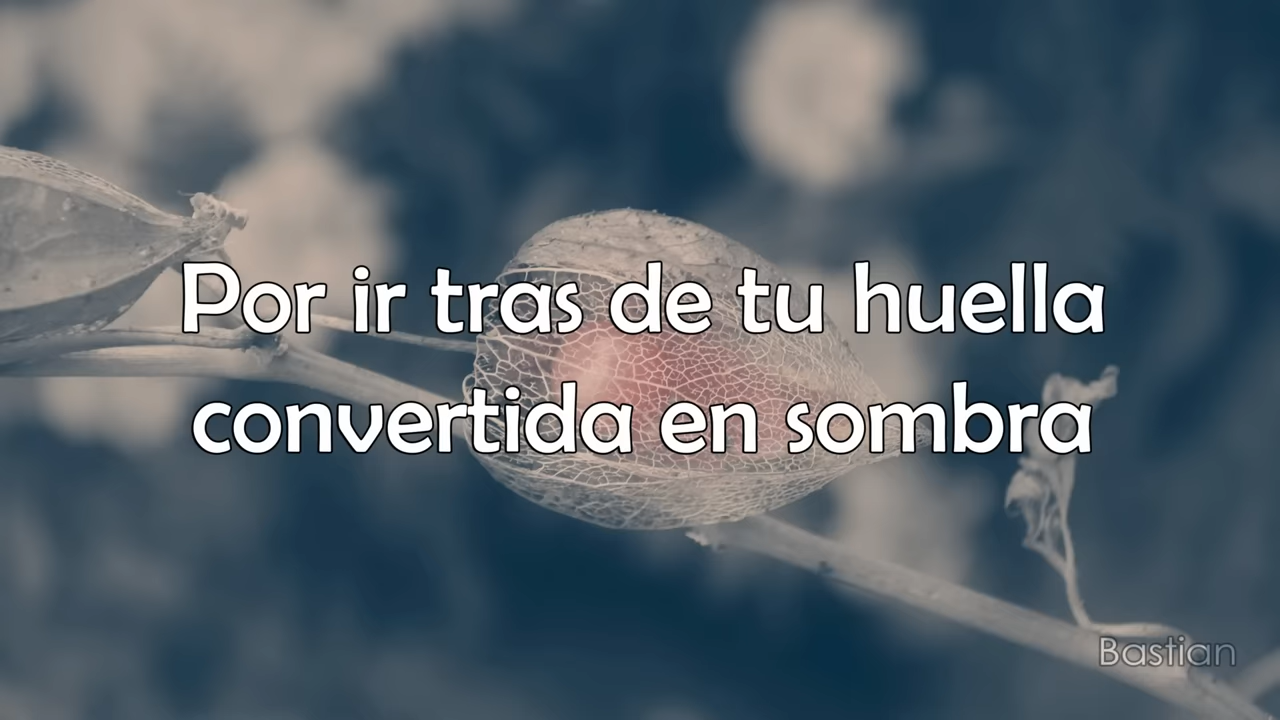 Por ir tras de tu huella
convertida en sombra
Bastian